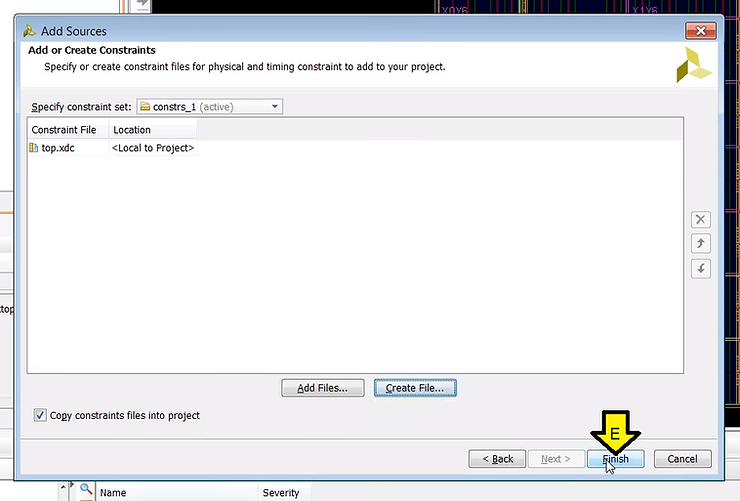 X0Y6
X1Y6
Add Sources
Add or Create Constraints
Specify or create constraint files for physical and timing constraint to add to your project.
Specify constraint set: constrs_1 (active)
Constraint File Location
top.xdc <Local to Project>
top
Add Files... Create File...
Copy constraints files into project
E
< Back Next > Finish Cancel
Name Severity